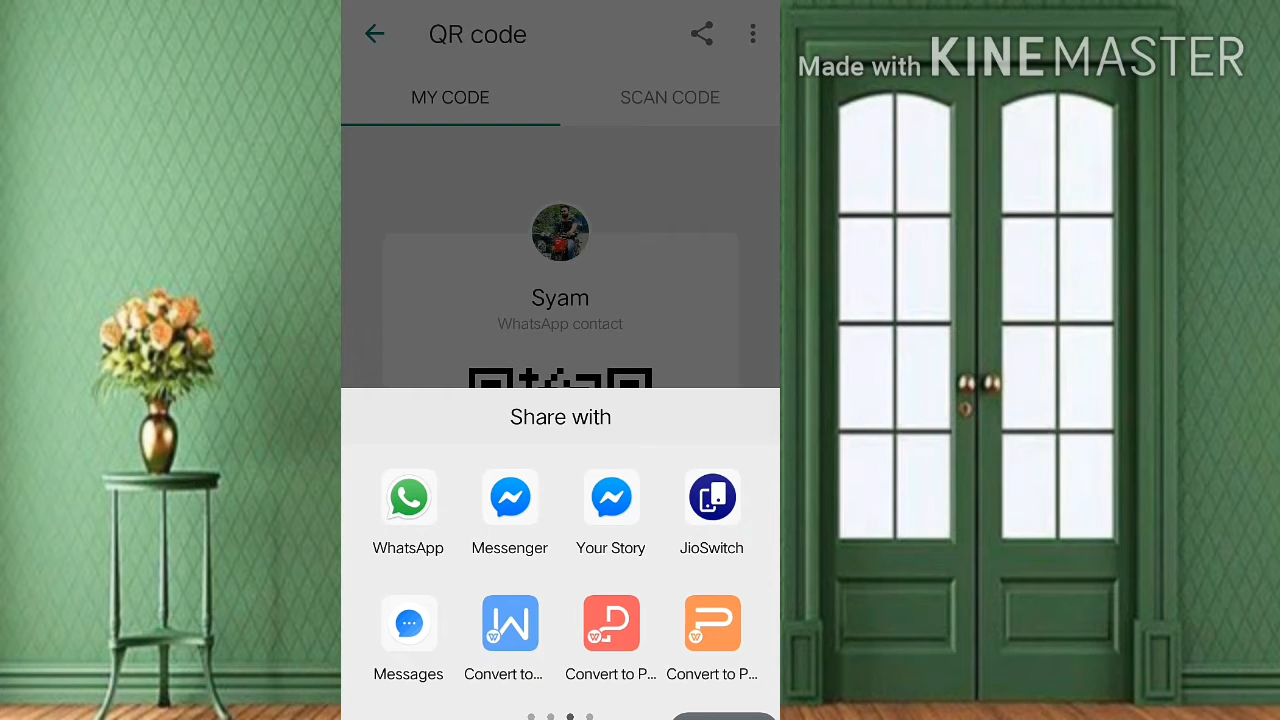 QR code
Made with KINEMASTER
MY CODE SCAN CODE
Syam
WhatsApp contact
Share with
WhatsApp Messenger Your Story JioSwitch
Messages Convert to... Convert to P... Convert to P...